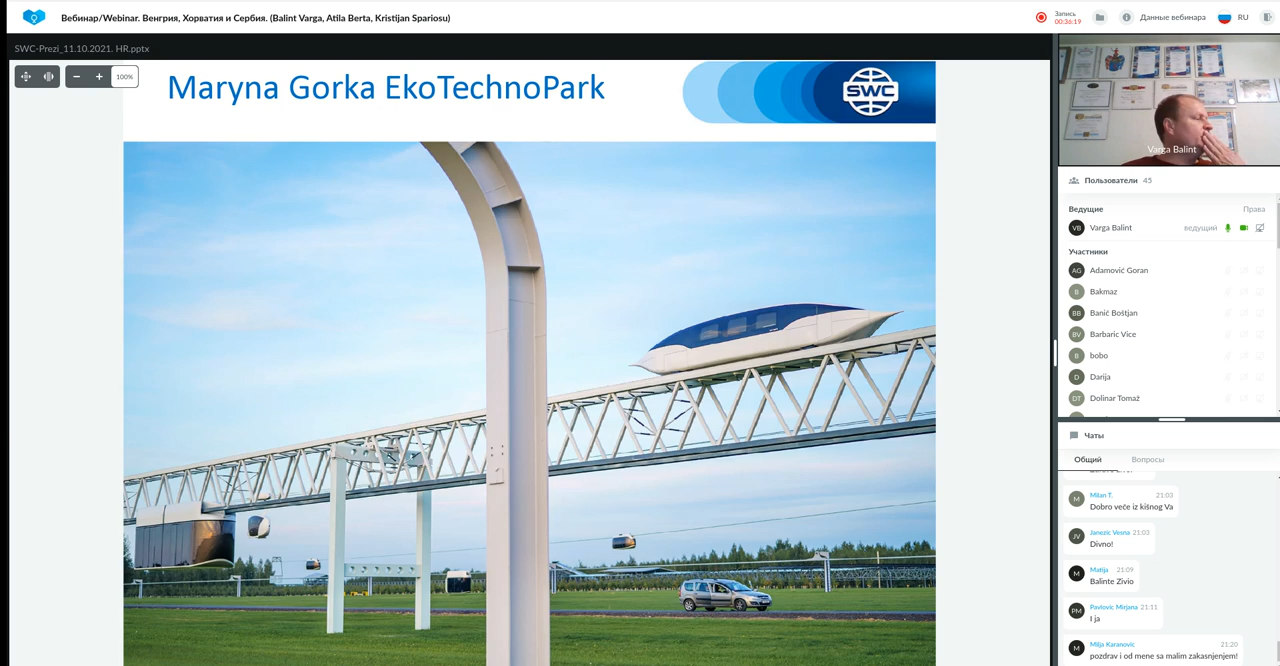 Вебинар/Webinar. Венгрия, Хорватия и Сербия. (Balint Varga, Atila Berta, Kristijan Spariosu)
Запись
00:36:19
Данные вебинара
RU
SWC-Prezi_11.10.2021. HR.pptx
100%
Maryna Gorka EkoTechnoPark
SWC
Varga Balint
Пользователи 45
Ведущие Права
VB Varga Balint ведущий
Участники
AG Adamović Goran
B Bakmaz
BB Banić Boštjan
BV Barbaric Vice
B bobo
D Darija
DT Dolinar Tomaž
Чаты
Общий Вопросы
M Milan T. 21:03
Dobro veče iz kišnog Va
JV Janezic Vesna 21:03
Divno!
M Matija 21:09
Balinte Zivio
PM Pavlovic Mirjana 21:11
I ja
M Milja Karanovic 21:20
pozdrav i od mene sa malim zakasnjenjem!